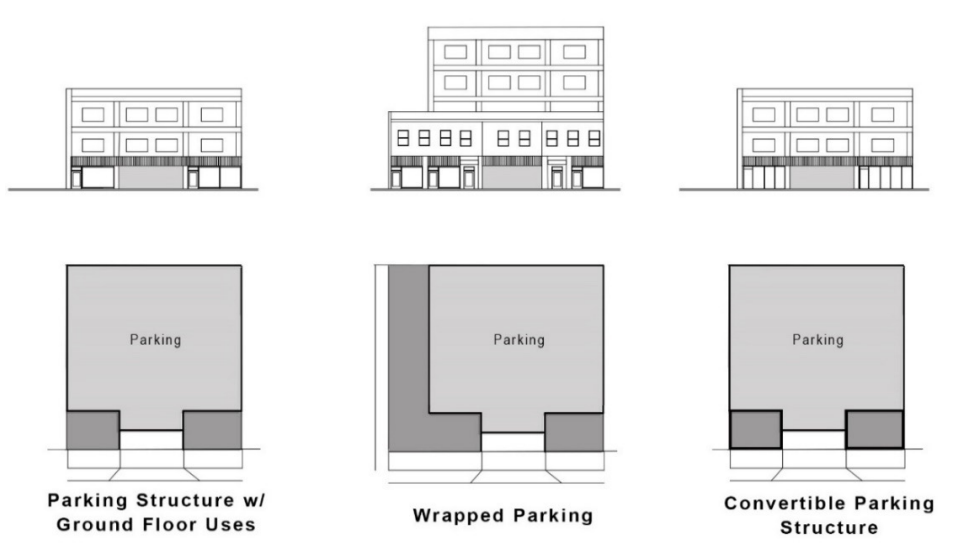 Parking
Parking
Parking
Parking Structure w/
Ground Floor Uses
Wrapped Parking
Convertible Parking
Structure